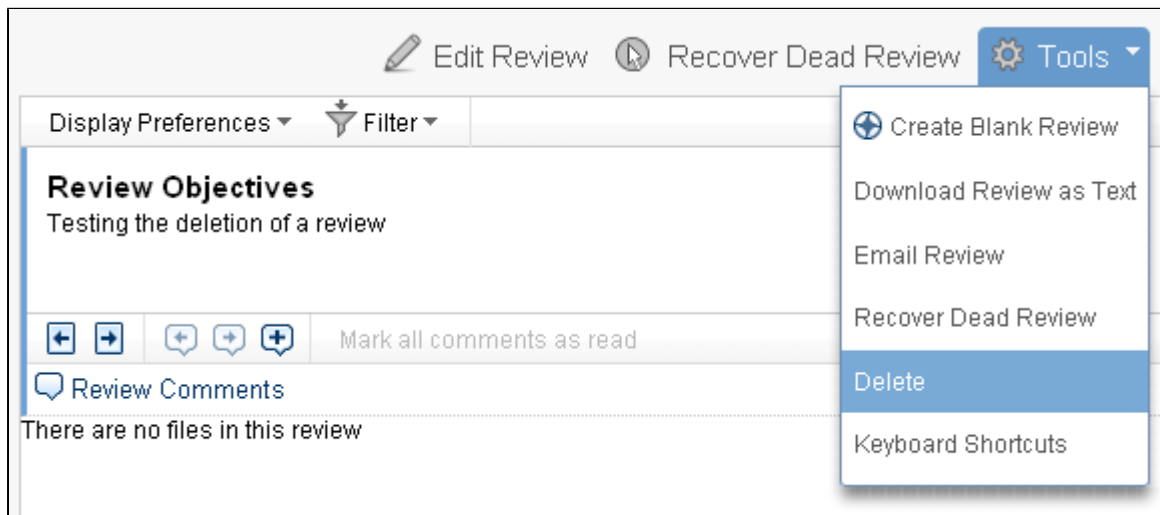 Edit Review Recover Dead Review Tools
Display Preferences Filter
Create Blank Review
Download Review as Text
Email Review
Recover Dead Review
Delete
Keyboard Shortcuts
Review Objectives
Testing the deletion of a review
Mark all comments as read
Review Comments
There are no files in this review